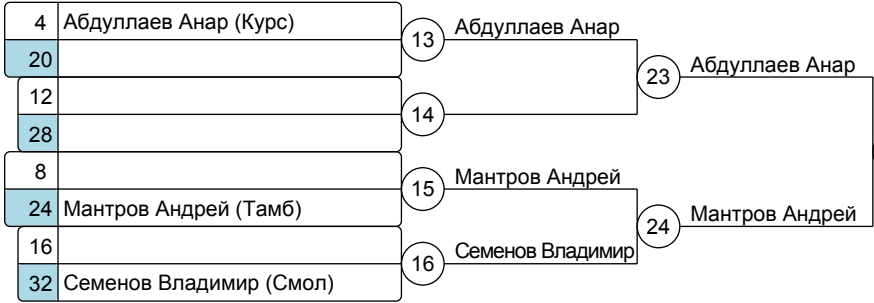 4 Абдуллаев Анар (Курс)
20
13 Абдуллаев Анар
12
28
14
23 Абдуллаев Анар
8
24 Мантров Андрей (Тамб)
15 Мантров Андрей
16
32 Семенов Владимир (Смол)
16 Семенов Владимир
24 Мантров Андрей